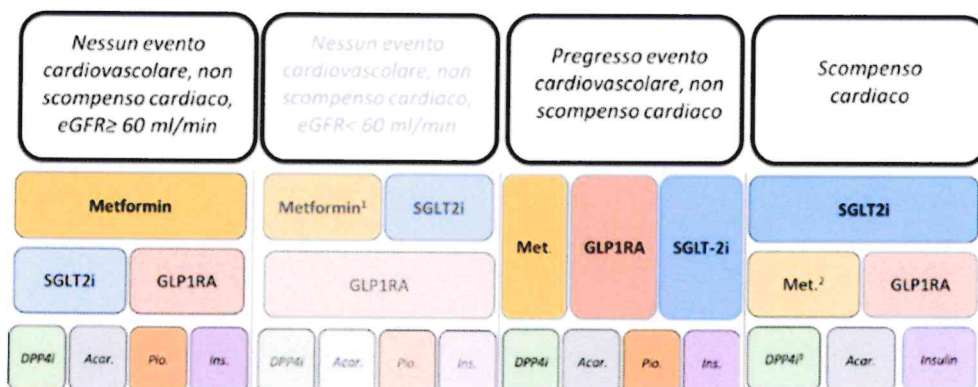 Nessun evento
cardiovascolare, non
scompenso cardiaco,
eGFR≥ 60 ml/min
Nessun evento
cardiovascolare, non
scompenso cardiaco,
eGFR< 60 ml/min
Pregresso evento
cardiovascolare, non
scompenso cardiaco
Scompenso
cardiaco
Metformin
SGLT2i
GLP1RA
DPP4i
Acar.
Pio.
Ins.
Metformin¹
SGLT2i
GLP1RA
DPP4i
Acar.
Pio.
Ins.
Met.
GLP1RA
SGLT-2i
DPP4i
Acar.
Pio.
Ins.
SGLT2i
Met.²
GLP1RA
DPP4i³
Acar.
Insulin